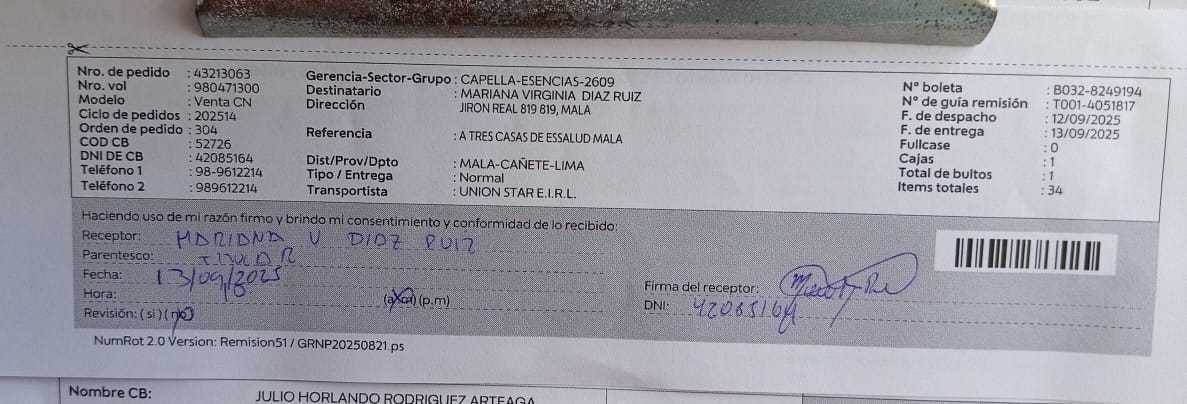 Nro. de pedido : 43213063
Nro. vol : 980471300
Modelo : Venta CN
Ciclo de pedidos : 202514
Orden de pedido : 304
COD CB : 52726
DNI DE CB : 42085164
Teléfono 1 : 98-9612214
Teléfono 2 : 989612214
Gerencia-Sector-Grupo : CAPELLA-ESENCIAS-2609
Destinatario : MARIANA VIRGINIA DIAZ RUIZ
Dirección JIRON REAL 819 819, MALA
Referencia : A TRES CASAS DE ESSALUD MALA
Dist/Prov/Dpto : MALA-CAÑETE-LIMA
Tipo / Entrega : Normal
Transportista : UNION STAR E.I.R.L.
N° boleta : B032-8249194
N° de guía remisión : T001-4051817
F. de despacho : 12/09/2025
F. de entrega : 13/09/2025
Fullcase : 0
Cajas : 1
Total de bultos : 1
Items totales : 34
Haciendo uso de mi razón firmo y brindo mi consentimiento y conformidad de lo recibido:
Receptor: MARIANA V DIAZ RUIZ
Parentesco: TITULAR
Fecha: 13/09/2025
Hora: (a.m) (p.m)
Revisión: ( si ) ( no )
Firma del receptor:
DNI: 42085164
NumRot 2.0 Version: Remision51 / GRNP20250821.ps
Nombre CB: JULIO HORLANDO RODRIGUEZ ARTEAGA